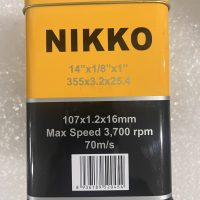 NIKKO
14"x1/8"x1"
355x3.2x25.4
107x1.2x16mm
Max Speed 3,700 rpm
70m/s